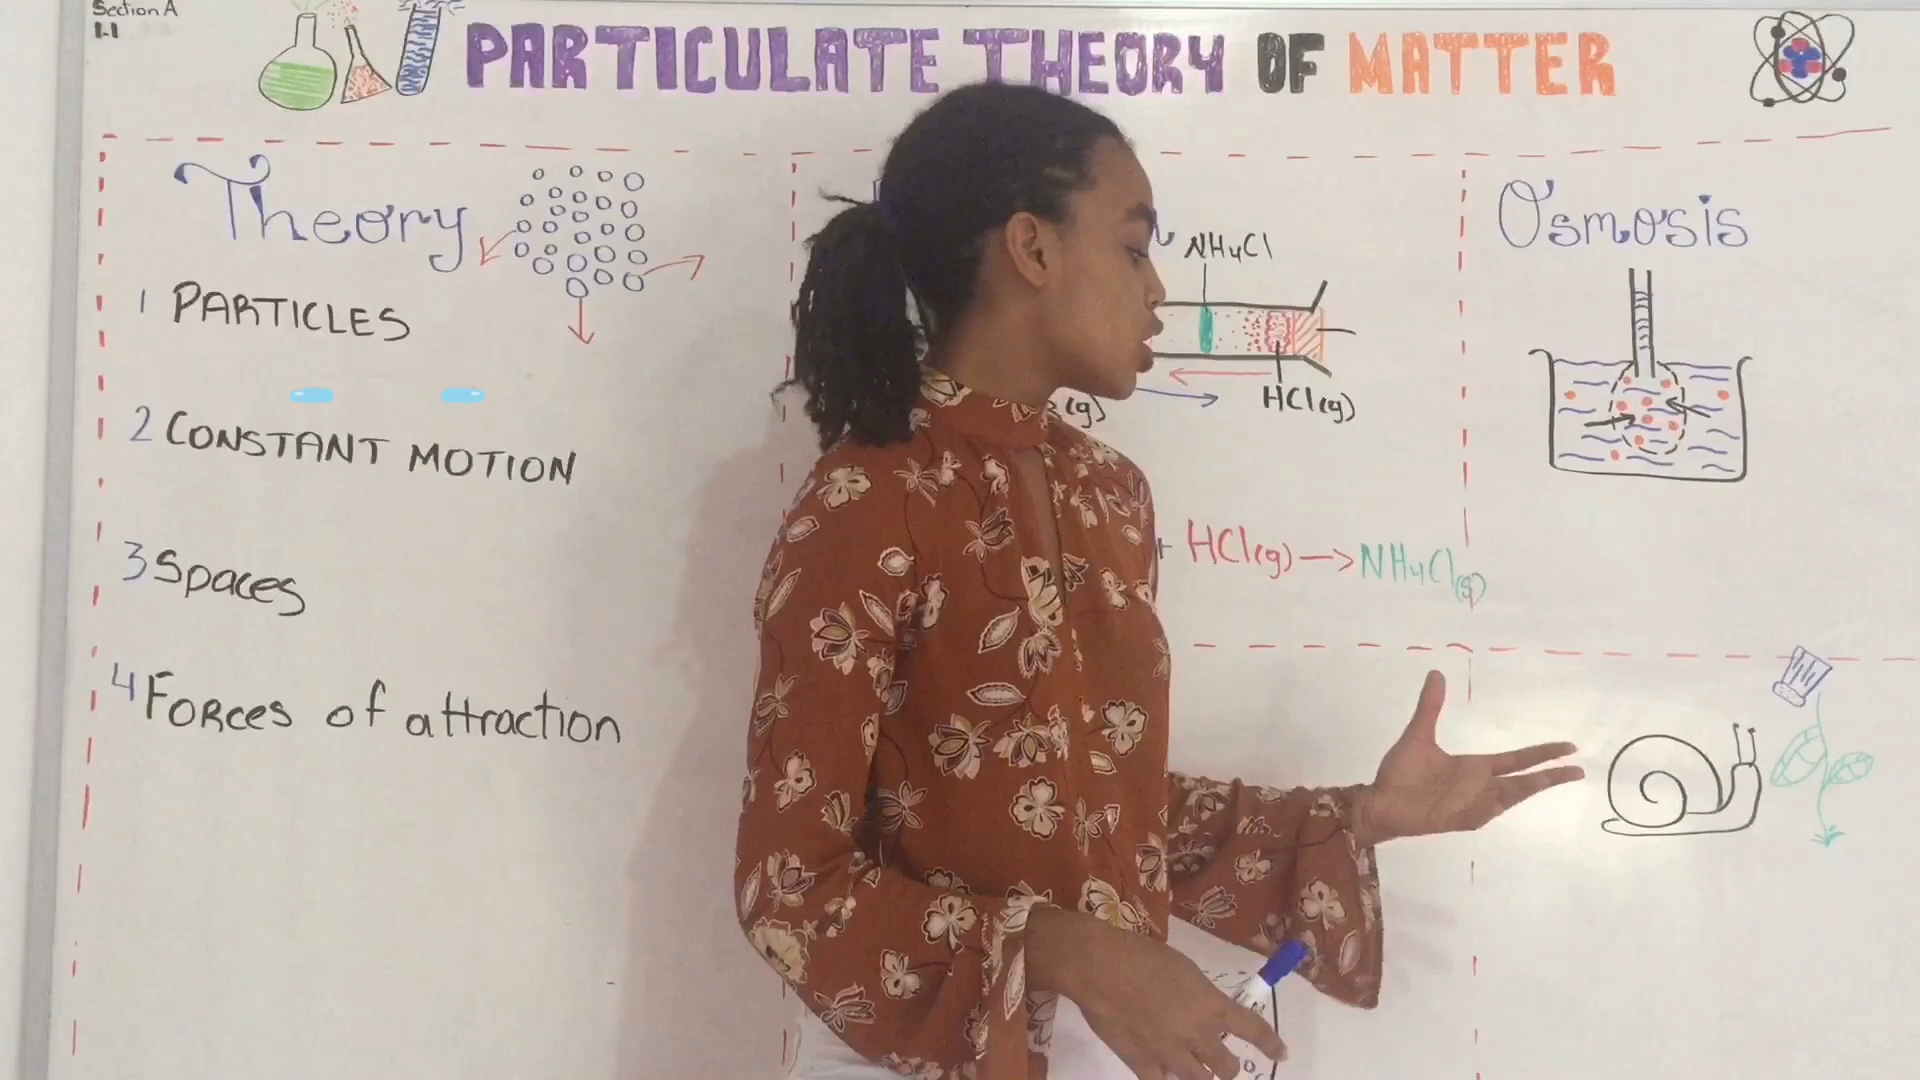 Section A
1.1
PARTICULATE THEORY OF MATTER
Theory
1 PARTICLES
2 CONSTANT MOTION
3 Spaces
4 Forces of attraction
NH4Cl
HCl(g)
(g)
+ HCl(g) → NH4Cl(g)
Osmosis